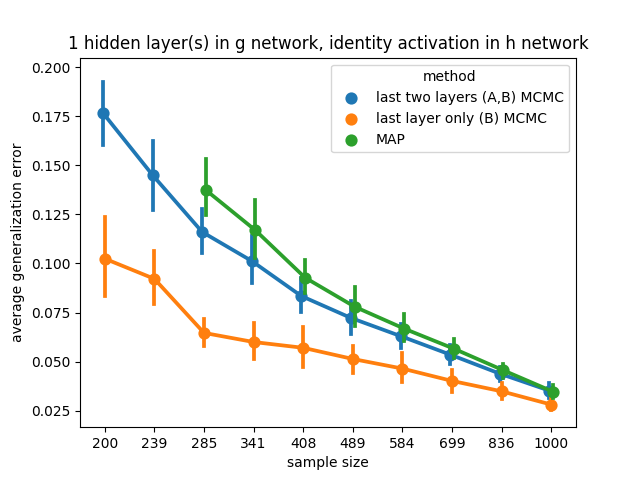 1 hidden layer(s) in g network, identity activation in h network
method
last two layers (A,B) MCMC
last layer only (B) MCMC
MAP
average generalization error
0.200
0.175
0.150
0.125
0.100
0.075
0.050
0.025
200 239 285 341 408 489 584 699 836 1000
sample size